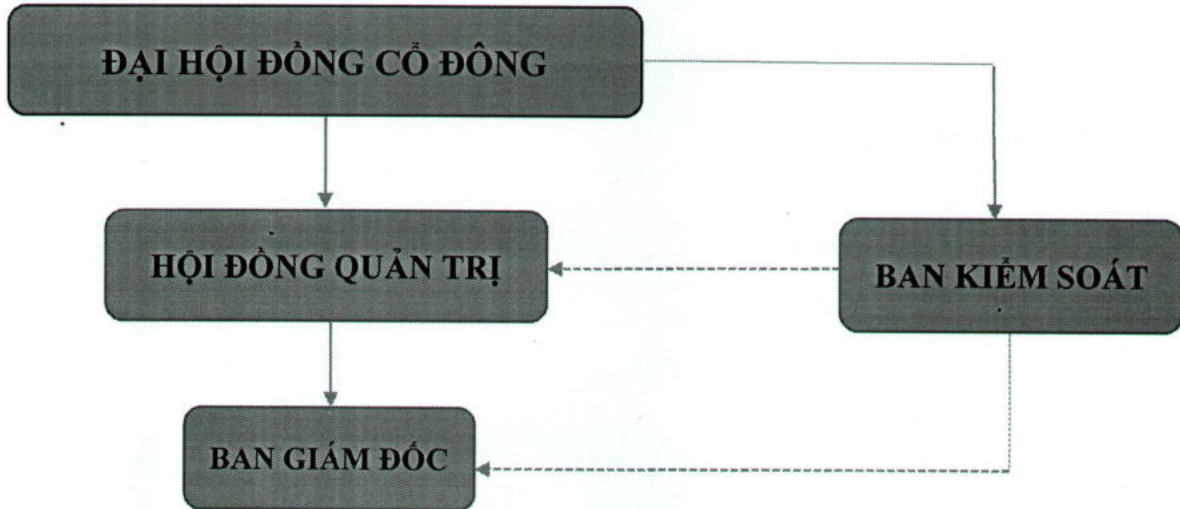 ĐẠI HỘI ĐỒNG CỔ ĐÔNG
HỘI ĐỒNG QUẢN TRỊ
BAN KIỂM SOÁT
BAN GIÁM ĐỐC